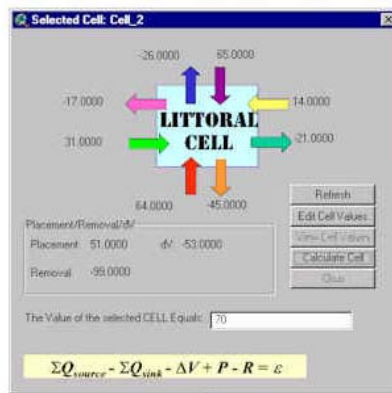 Selected Cell: Cell_2
-26.0000 65.0000
-17.0000 14.0000
LITTORAL
CELL
31.0000 -21.0000
64.0000 -45.0000
Refresh
Edit Cell Values
View Cell Values
Calculate Cell
Placement/Removal/dV
Placement: 51.0000 dV: -53.0000
Removal: -99.0000
The Value of the selected CELL Equals: 70
ΣQsource - ΣQsink - ΔV + P - R = ε